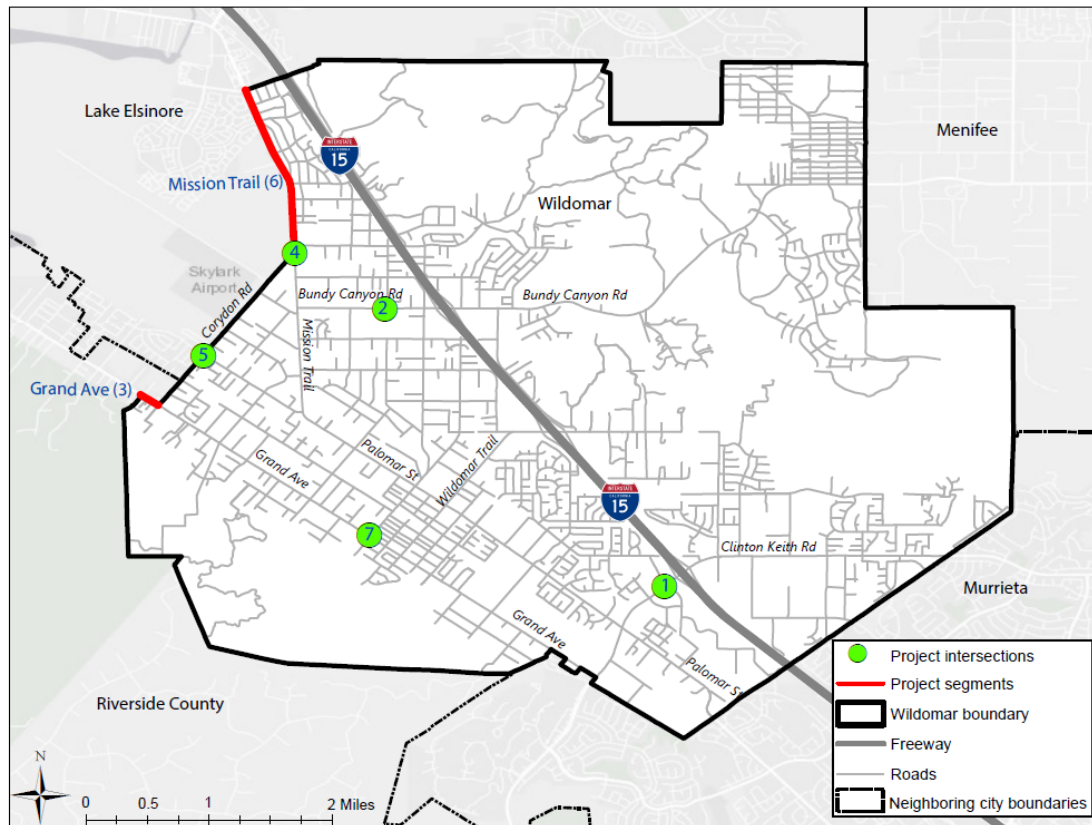 Lake Elsinore
Menifee
INTERSTATE
CALIFORNIA
15
Mission Trail (6)
Wildomar
4
Skylark
Airport
Bundy Canyon Rd
Bundy Canyon Rd
2
Corydon Rd
Mission Trail
5
Grand Ave (3)
Palomar St
Wildomar Trail
Grand Ave
INTERSTATE
CALIFORNIA
15
7
Clinton Keith Rd
1
Murrieta
Grand Ave
Palomar St
Riverside County
Project intersections
Project segments
Wildomar boundary
Freeway
Roads
Neighboring city boundaries
N
0 0.5 1 2 Miles